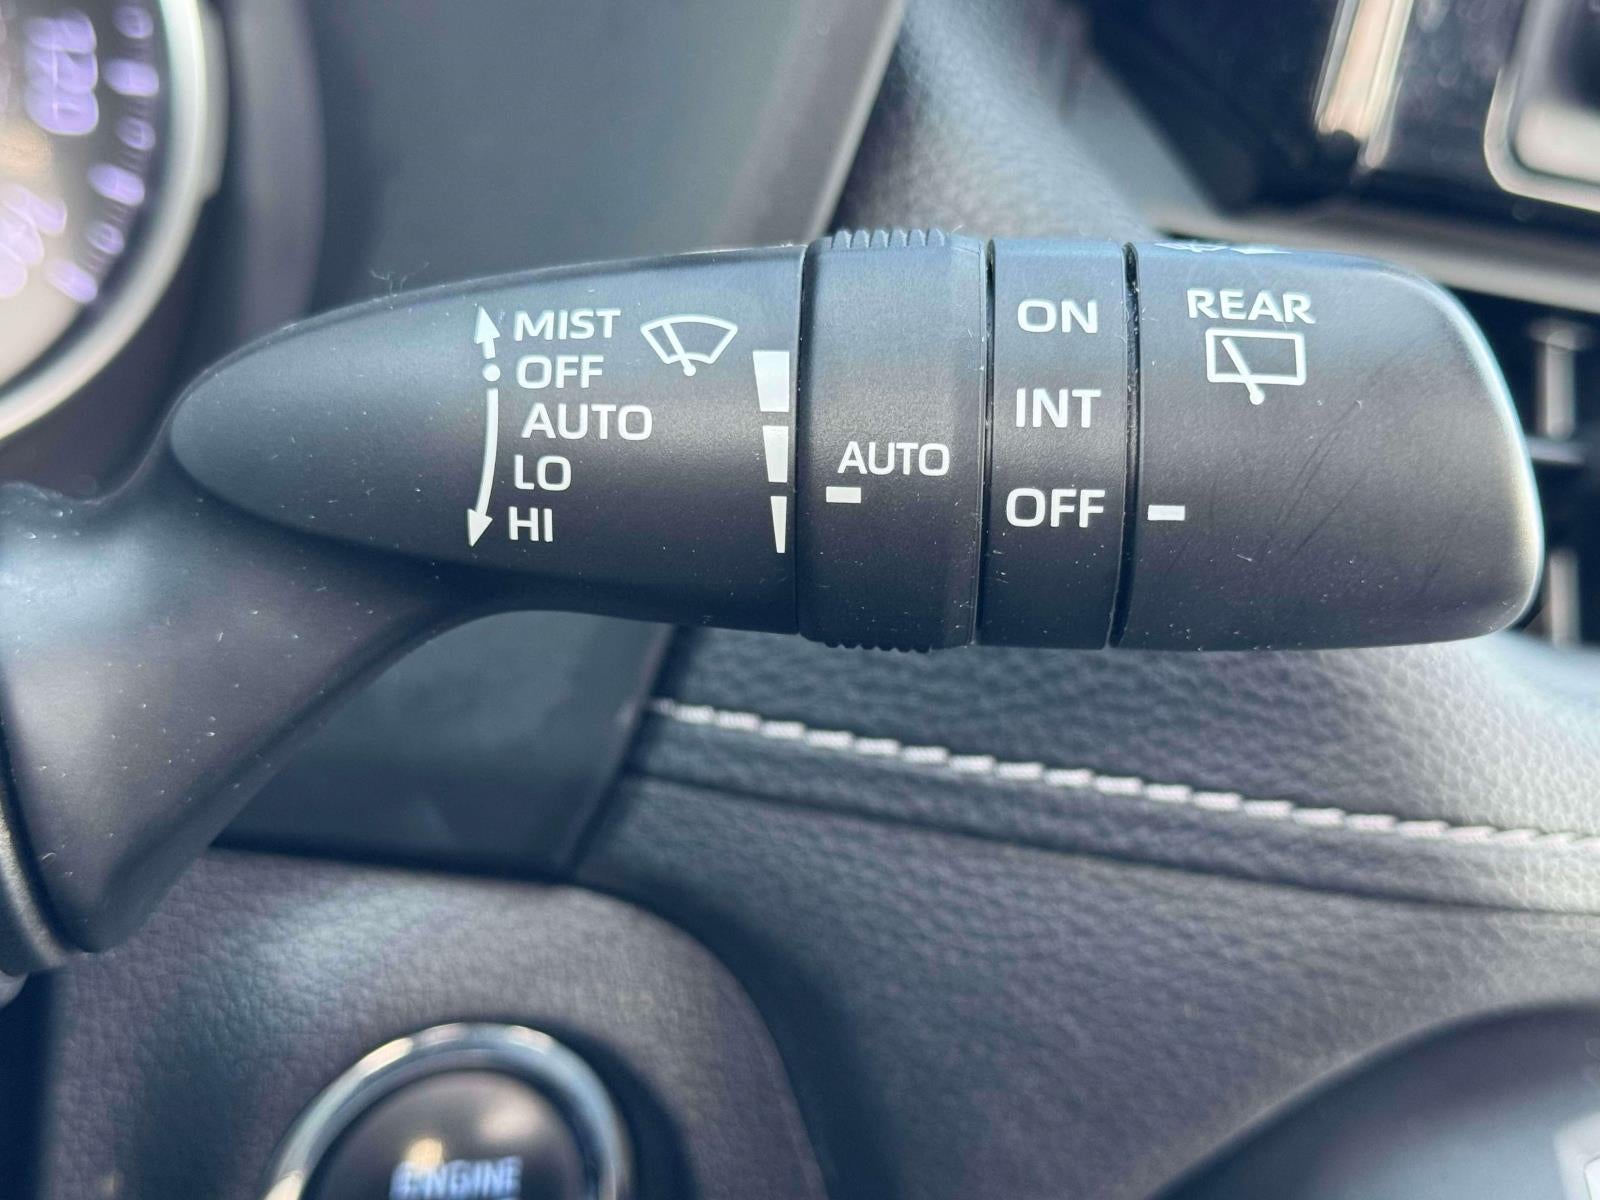 MIST
OFF
AUTO
LO
HI
AUTO
ON
INT
OFF
REAR
ENGINE